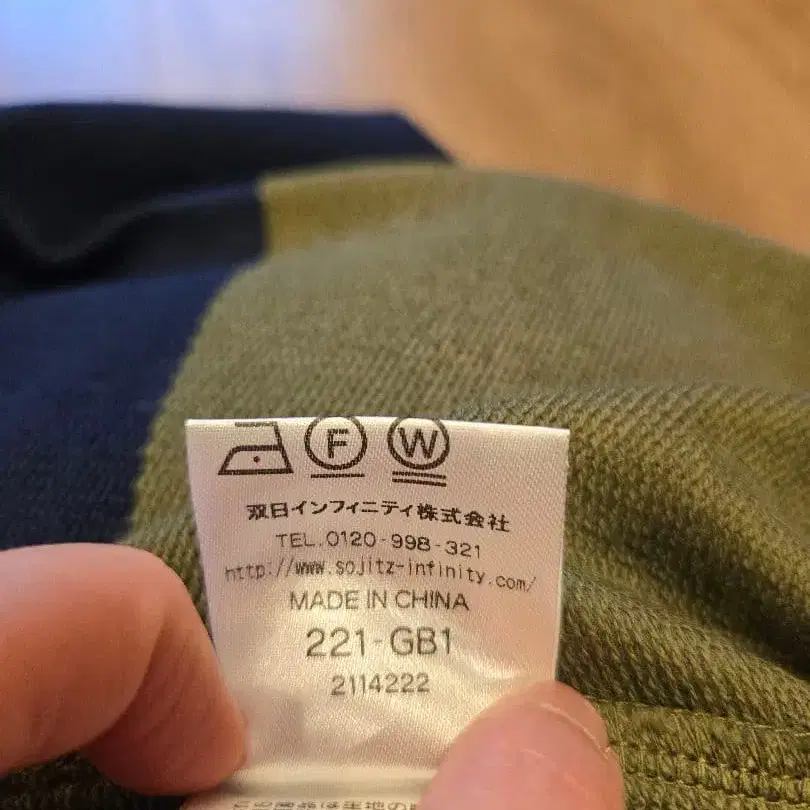 F W
双日インフィニティ株式会社
TEL.0120-998-321
http://www.sojitz-infinity.com/
MADE IN CHINA
221-GB1
2114222